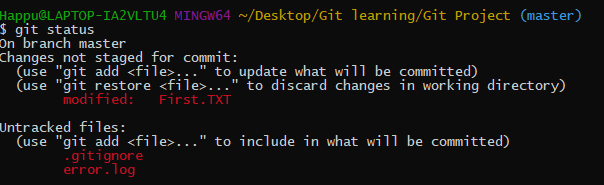 Happu@LAPTOP-IA2VLTU4 MINGW64 ~/Desktop/Git learning/Git Project (master)
$ git status
On branch master
Changes not staged for commit:
  (use "git add <file>..." to update what will be committed)
  (use "git restore <file>..." to discard changes in working directory)
        modified:   First.TXT

Untracked files:
  (use "git add <file>..." to include in what will be committed)
        .gitignore
        error.log